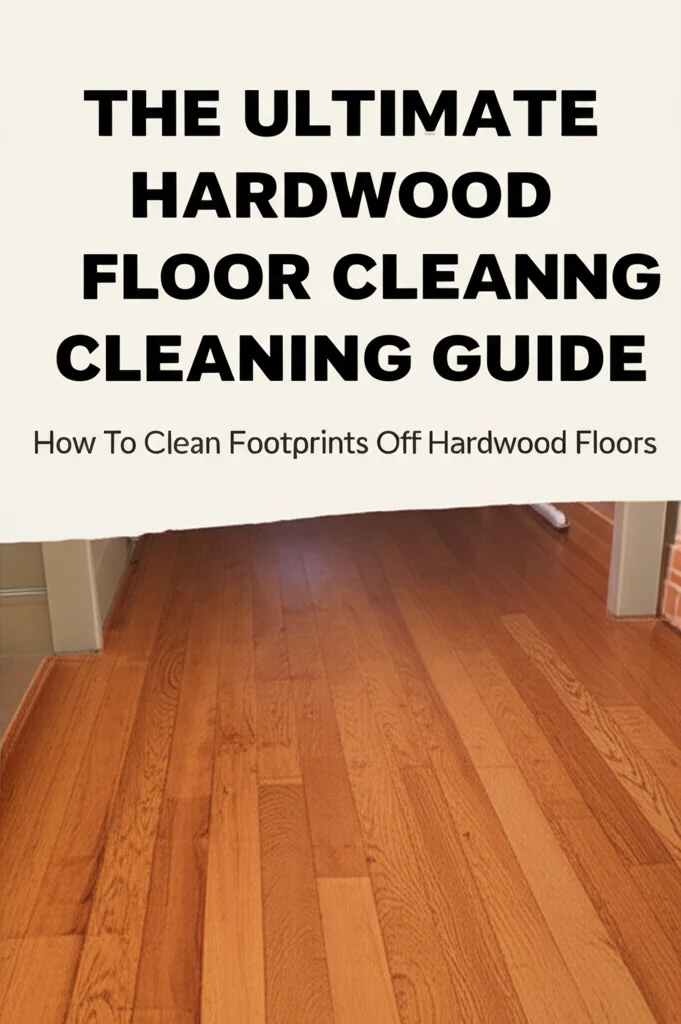 THE ULTIMATE
HARDWOOD
FLOOR CLEANNG
CLEANING GUIDE
How To Clean Footprints Off Hardwood Floors